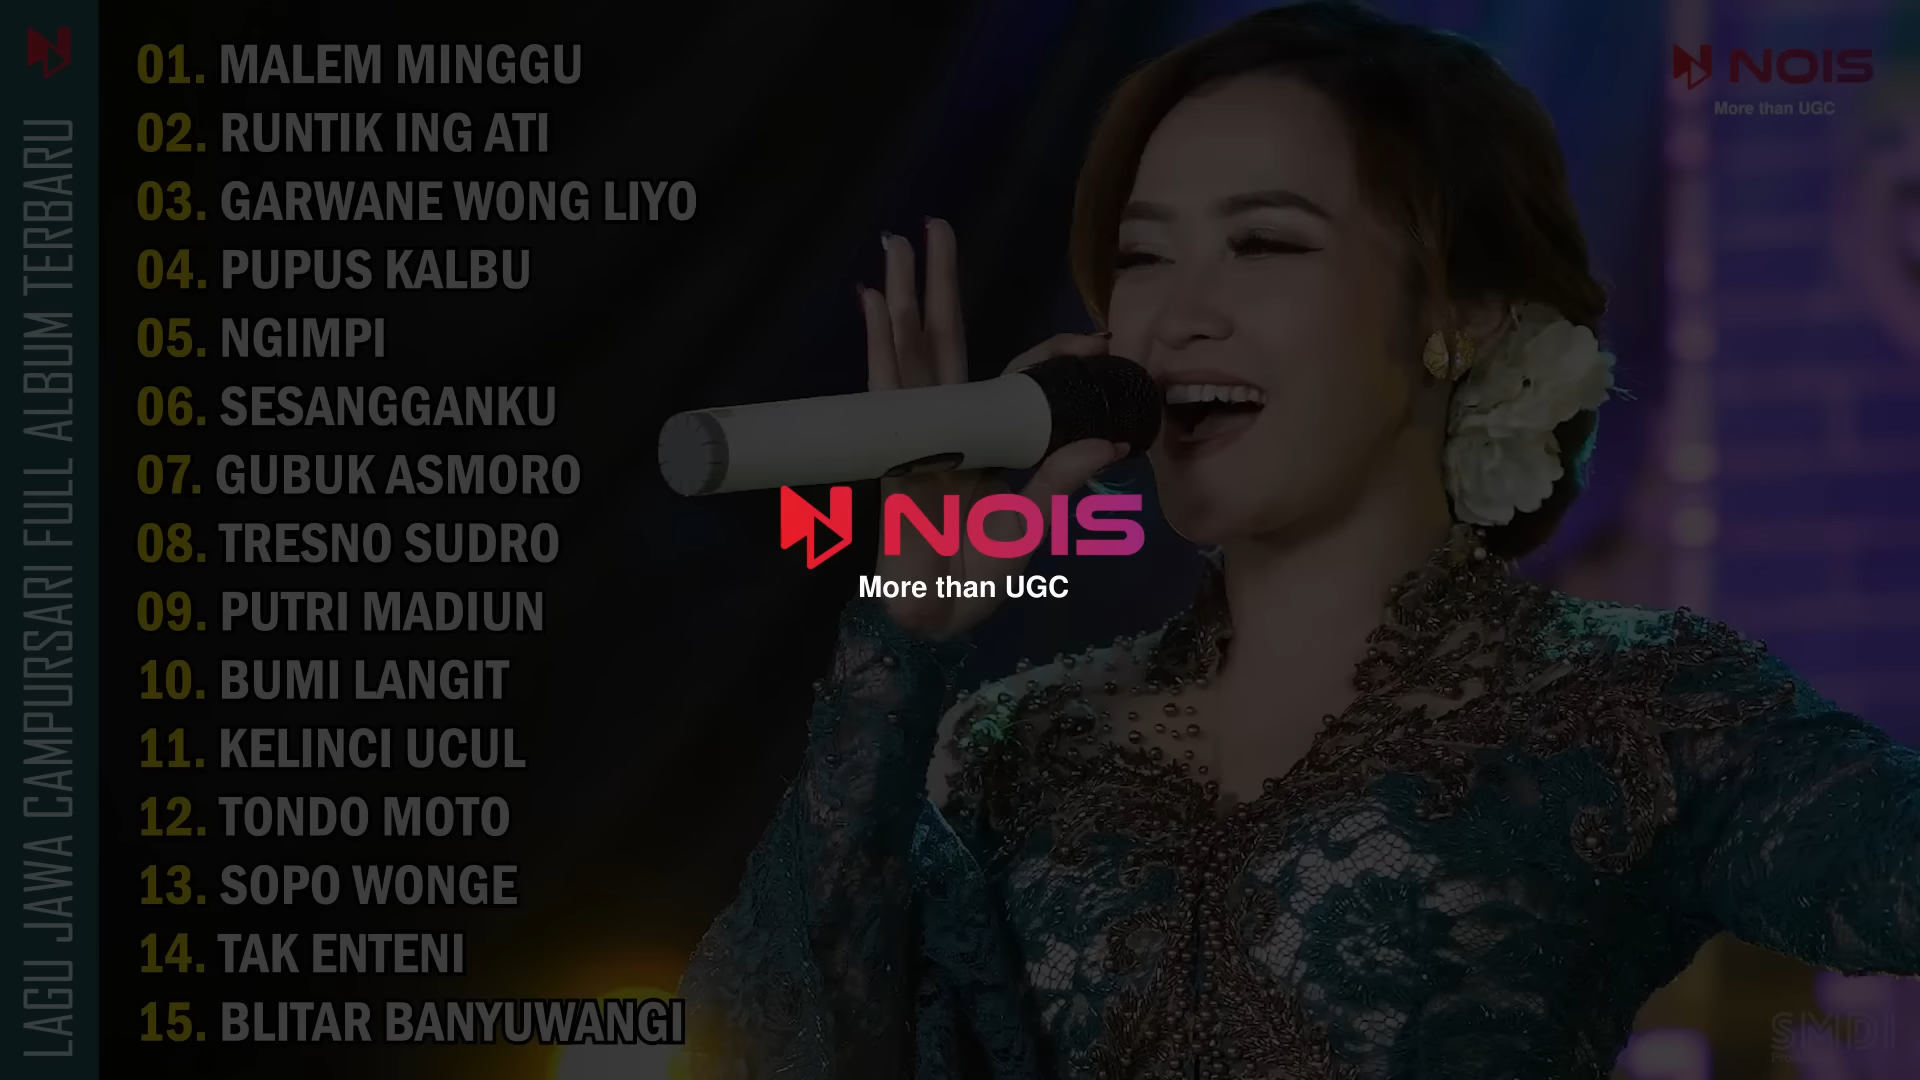 LAGU JAWA CAMPURSARI FULL ALBUM TERBARU
01. MALEM MINGGU
02. RUNTIK ING ATI
03. GARWANE WONG LIYO
04. PUPUS KALBU
05. NGIMPI
06. SESANGGANKU
07. GUBUK ASMORO
08. TRESNO SUDRO
09. PUTRI MADIUN
10. BUMI LANGIT
11. KELINCI UCUL
12. TONDO MOTO
13. SOPO WONGE
14. TAK ENTENI
15. BLITAR BANYUWANGI
NOIS
More than UGC
NOIS
More than UGC
SMDI